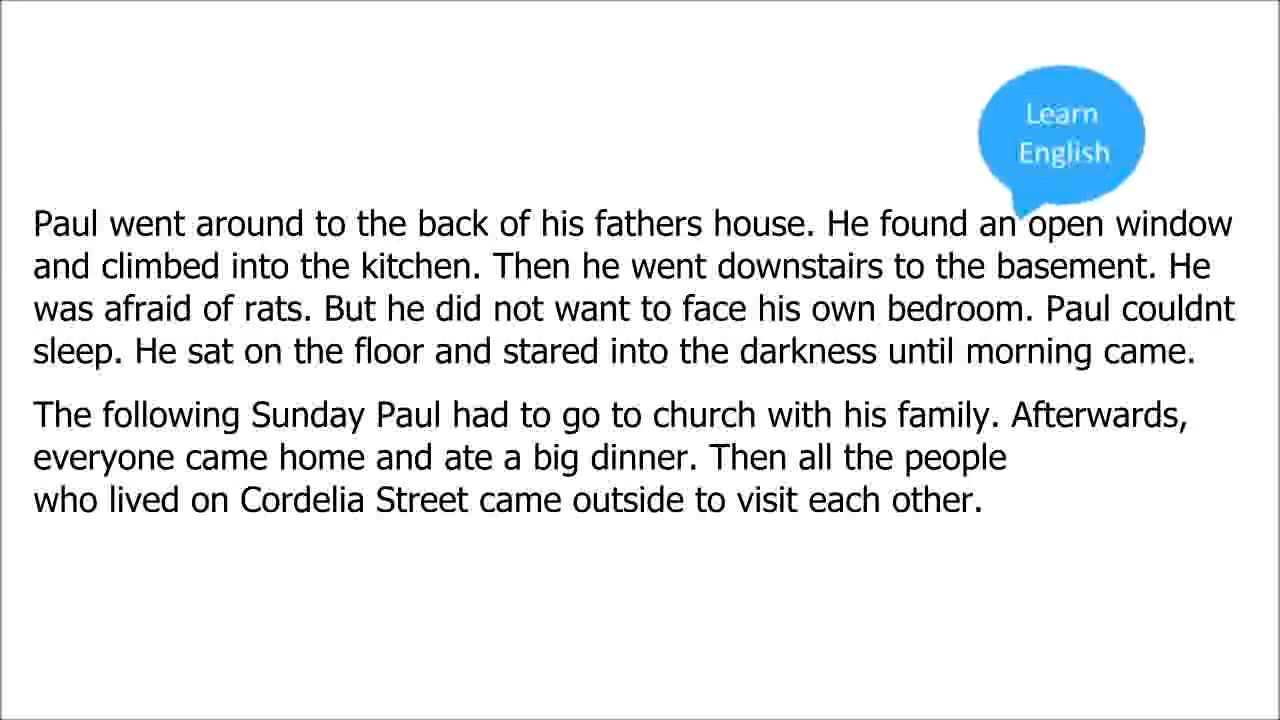 Learn
English
Paul went around to the back of his fathers house. He found an open window
and climbed into the kitchen. Then he went downstairs to the basement. He
was afraid of rats. But he did not want to face his own bedroom. Paul couldnt
sleep. He sat on the floor and stared into the darkness until morning came.
The following Sunday Paul had to go to church with his family. Afterwards,
everyone came home and ate a big dinner. Then all the people
who lived on Cordelia Street came outside to visit each other.